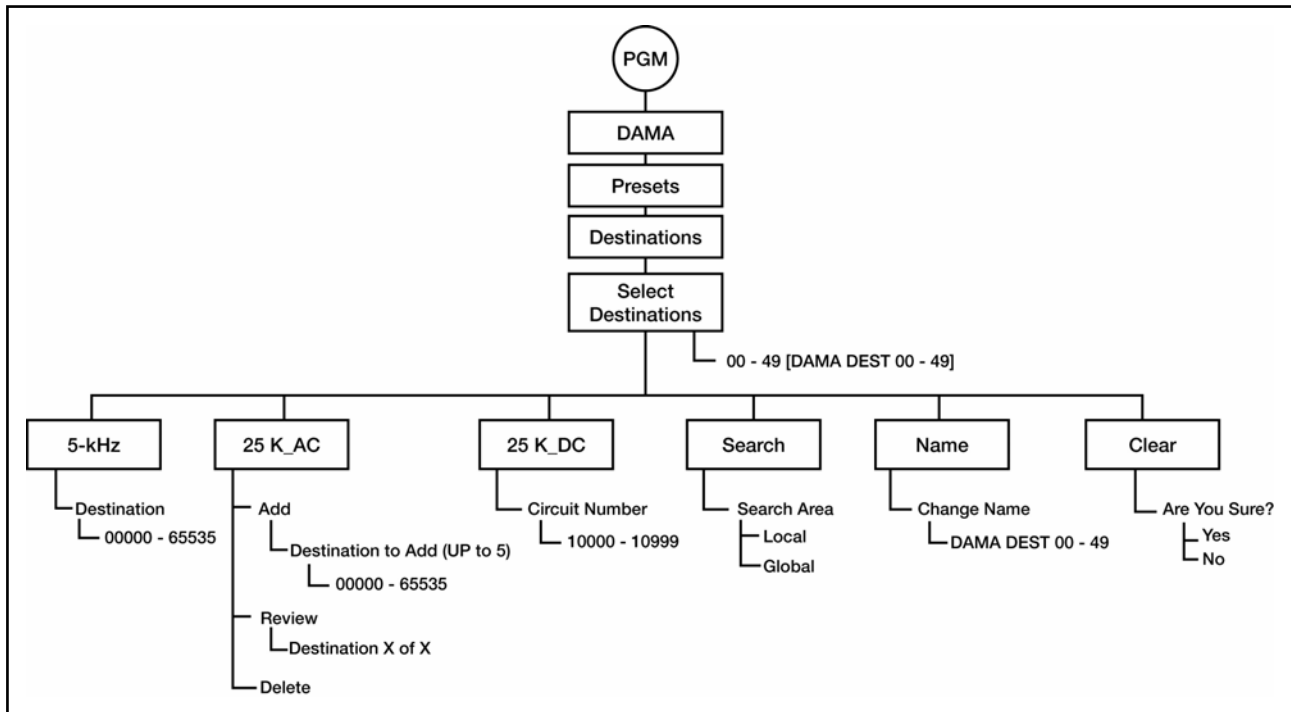 PGM
DAMA
Presets
Destinations
Select
Destinations
00 - 49 [DAMA DEST 00 - 49]
5-kHz
Destination
00000 - 65535
25 K_AC
Add
Destination to Add (UP to 5)
00000 - 65535
Review
Destination X of X
Delete
25 K_DC
Circuit Number
10000 - 10999
Search
Search Area
Local
Global
Name
Change Name
DAMA DEST 00 - 49
Clear
Are You Sure?
Yes
No